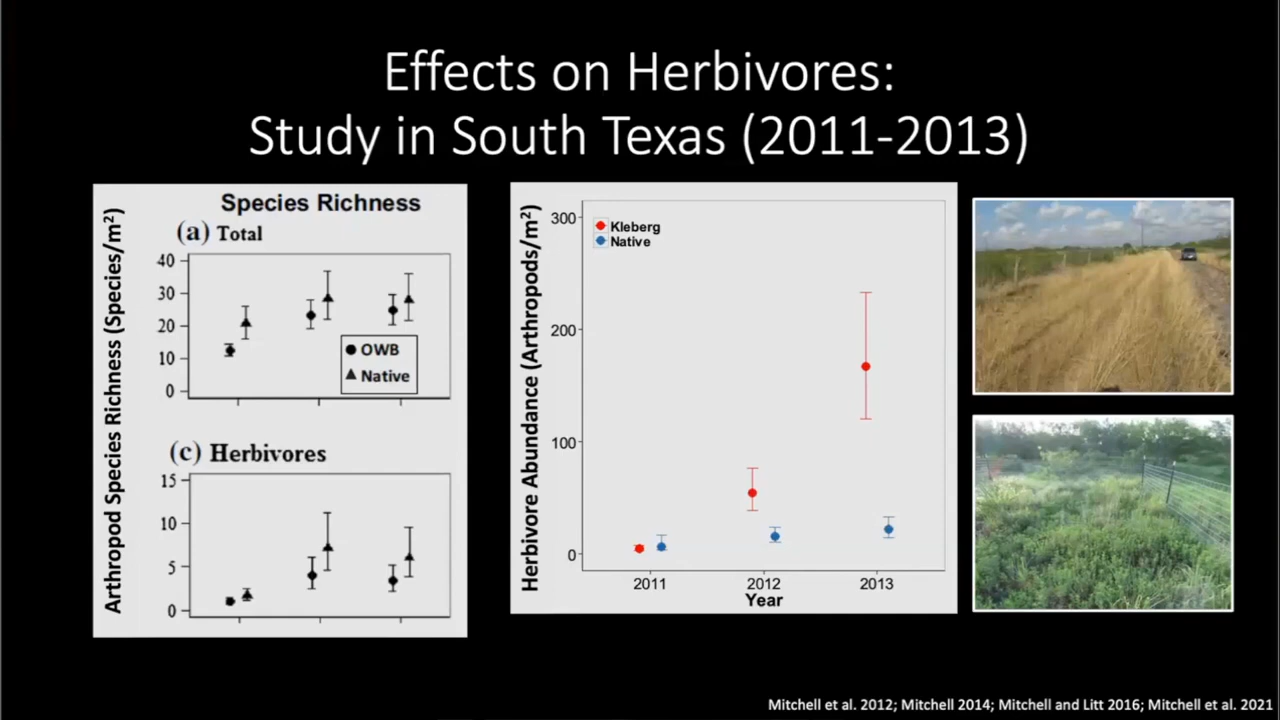 Effects on Herbivores:
Study in South Texas (2011-2013)
Arthropod Species Richness (Species/m²)
Species Richness
(a) Total
40
30
20
10
0
OWB
Native
(c) Herbivores
15
10
5
0
Herbivore Abundance (Arthropods/m²)
300
200
100
0
Kleberg
Native
2011 2012 2013
Year
Mitchell et al. 2012; Mitchell 2014; Mitchell and Litt 2016; Mitchell et al. 2021